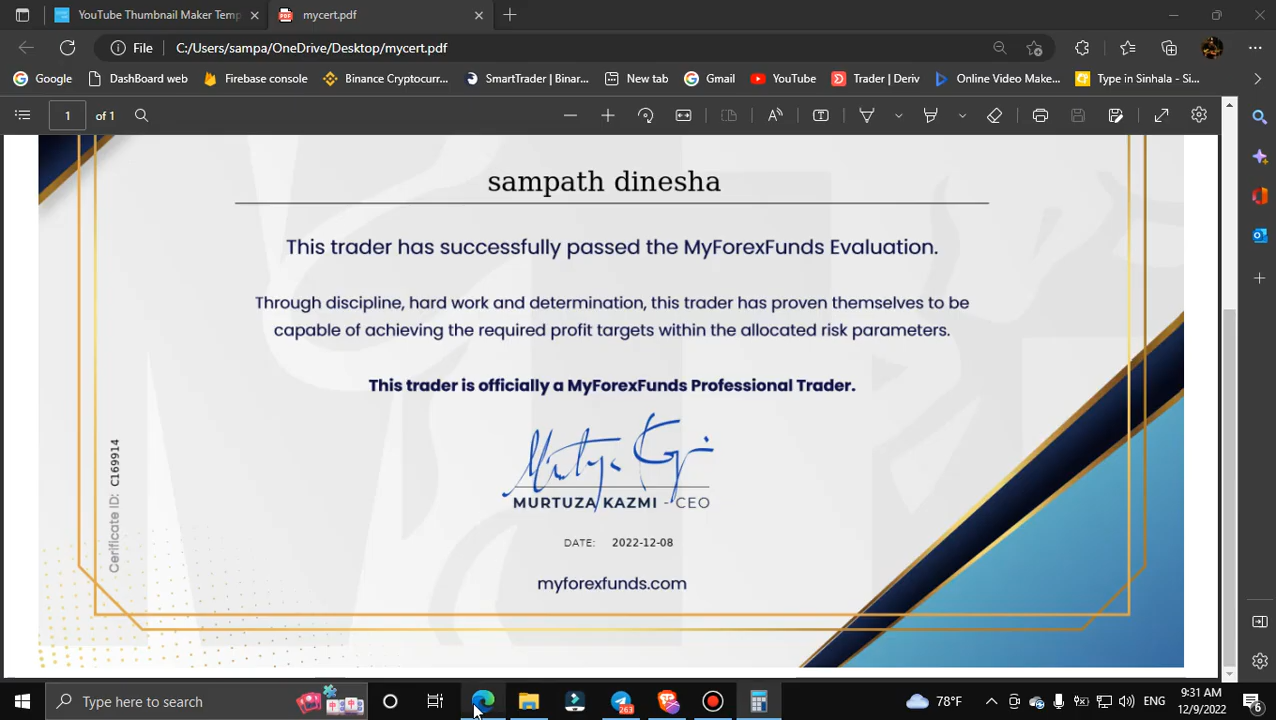 YouTube Thumbnail Maker Temp
mycert.pdf
File C:/Users/sampa/OneDrive/Desktop/mycert.pdf
Google DashBoard web Firebase console Binance Cryptocurr... SmartTrader | Binar... New tab Gmail YouTube Trader | Deriv Online Video Make... Type in Sinhala - Si...
1 of 1
sampath dinesha
This trader has successfully passed the MyForexFunds Evaluation.
Through discipline, hard work and determination, this trader has proven themselves to be
capable of achieving the required profit targets within the allocated risk parameters.
This trader is officially a MyForexFunds Professional Trader.
MURTUZA KAZMI - CEO
DATE: 2022-12-08
myforexfunds.com
Cerificate ID: C169914
Type here to search
263
78°F
ENG
9:31 AM
12/9/2022
6